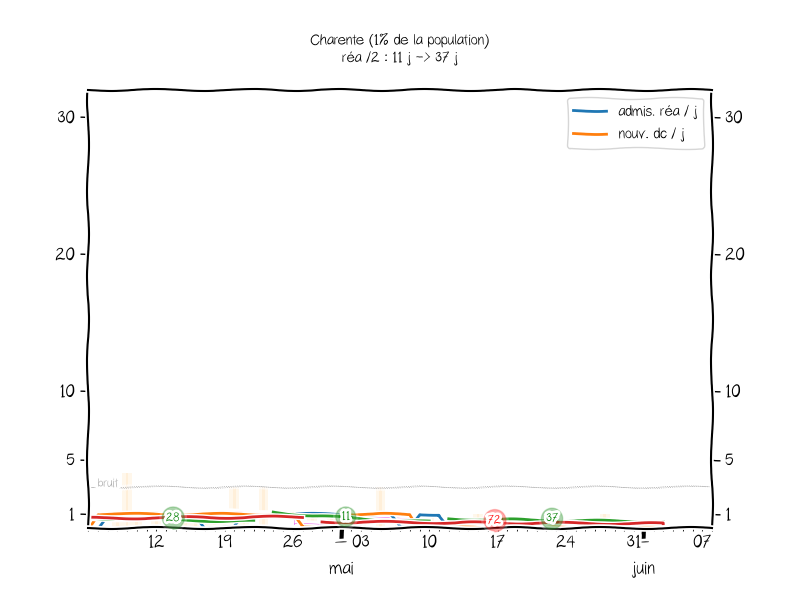 Charente (1% de la population)
réa /2 : 11 j -> 37 j
admis. réa / j
nouv. dc / j
30 30
20 20
10 10
5 5
bruit
1 1
28 11 72 37
12 19 26 03 10 17 24 31 07
mai juin